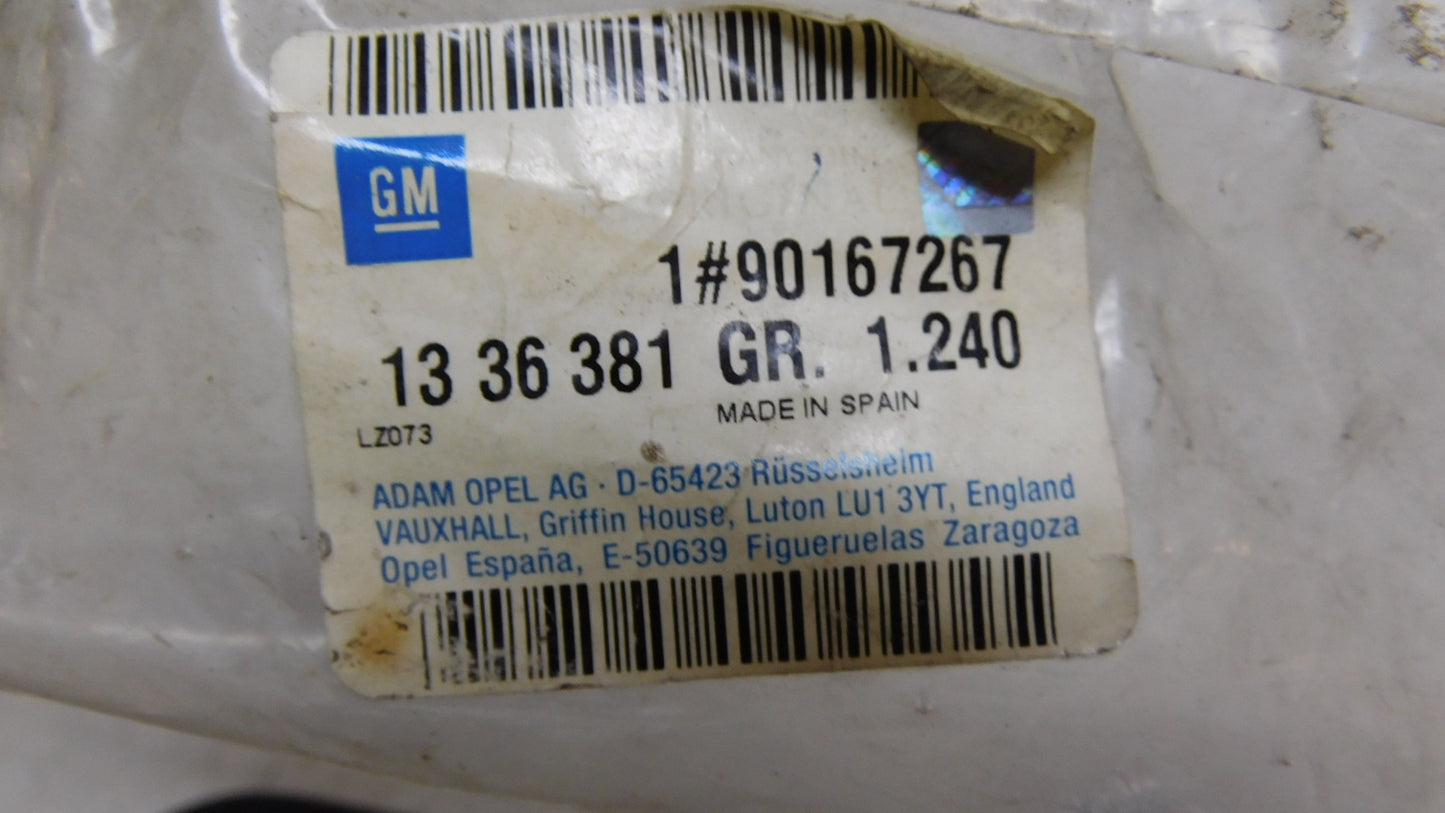 GM
1#90167267
13 36 381 GR. 1.240
LZ073
MADE IN SPAIN
ADAM OPEL AG · D-65423 Rüsselsheim
VAUXHALL, Griffin House, Luton LU1 3YT, England
Opel España, E-50639 Figueruelas Zaragoza